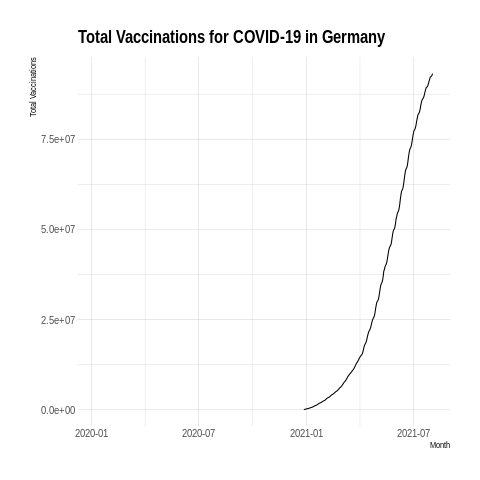 Total Vaccinations for COVID-19 in Germany
Total Vaccinations
7.5e+07
5.0e+07
2.5e+07
0.0e+00
2020-01 2020-07 2021-01 2021-07
Month